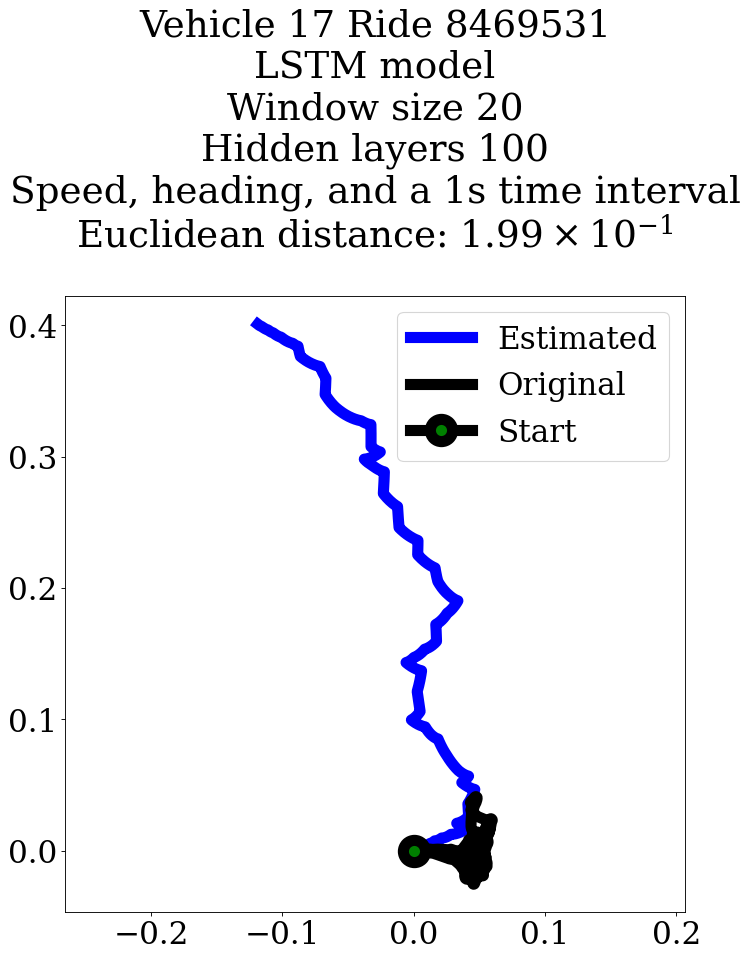 Vehicle 17 Ride 8469531
LSTM model
Window size 20
Hidden layers 100
Speed, heading, and a 1s time interval
Euclidean distance: 1.99 × 10⁻¹
Estimated
Original
Start
0.4
0.3
0.2
0.1
0.0
−0.2 −0.1 0.0 0.1 0.2